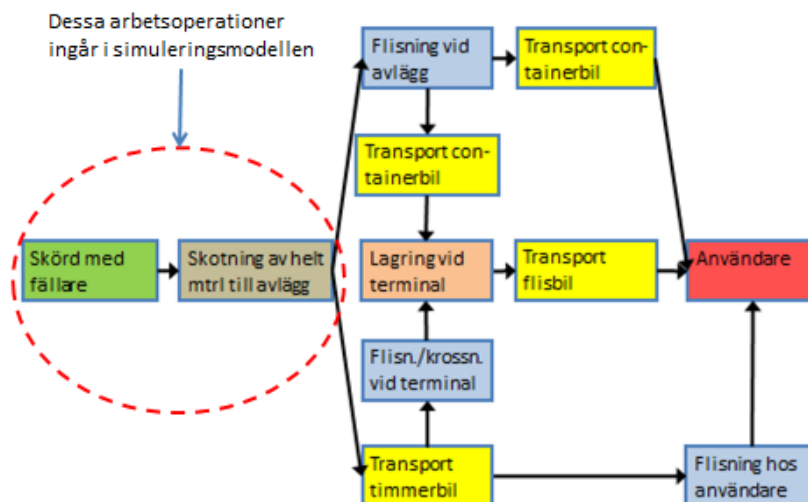 Dessa arbetsoperationer
ingår i simuleringsmodellen
Flisning vid
avlägg
Transport con-
tainerbil
Transport con-
tainerbil
Skörd med
fällare
Skotning av helt
mtrl till avlägg
Lagring vid
terminal
Transport
flisbil
Användare
Flisn./krossn.
vid terminal
Transport
timmerbil
Flisning hos
användare